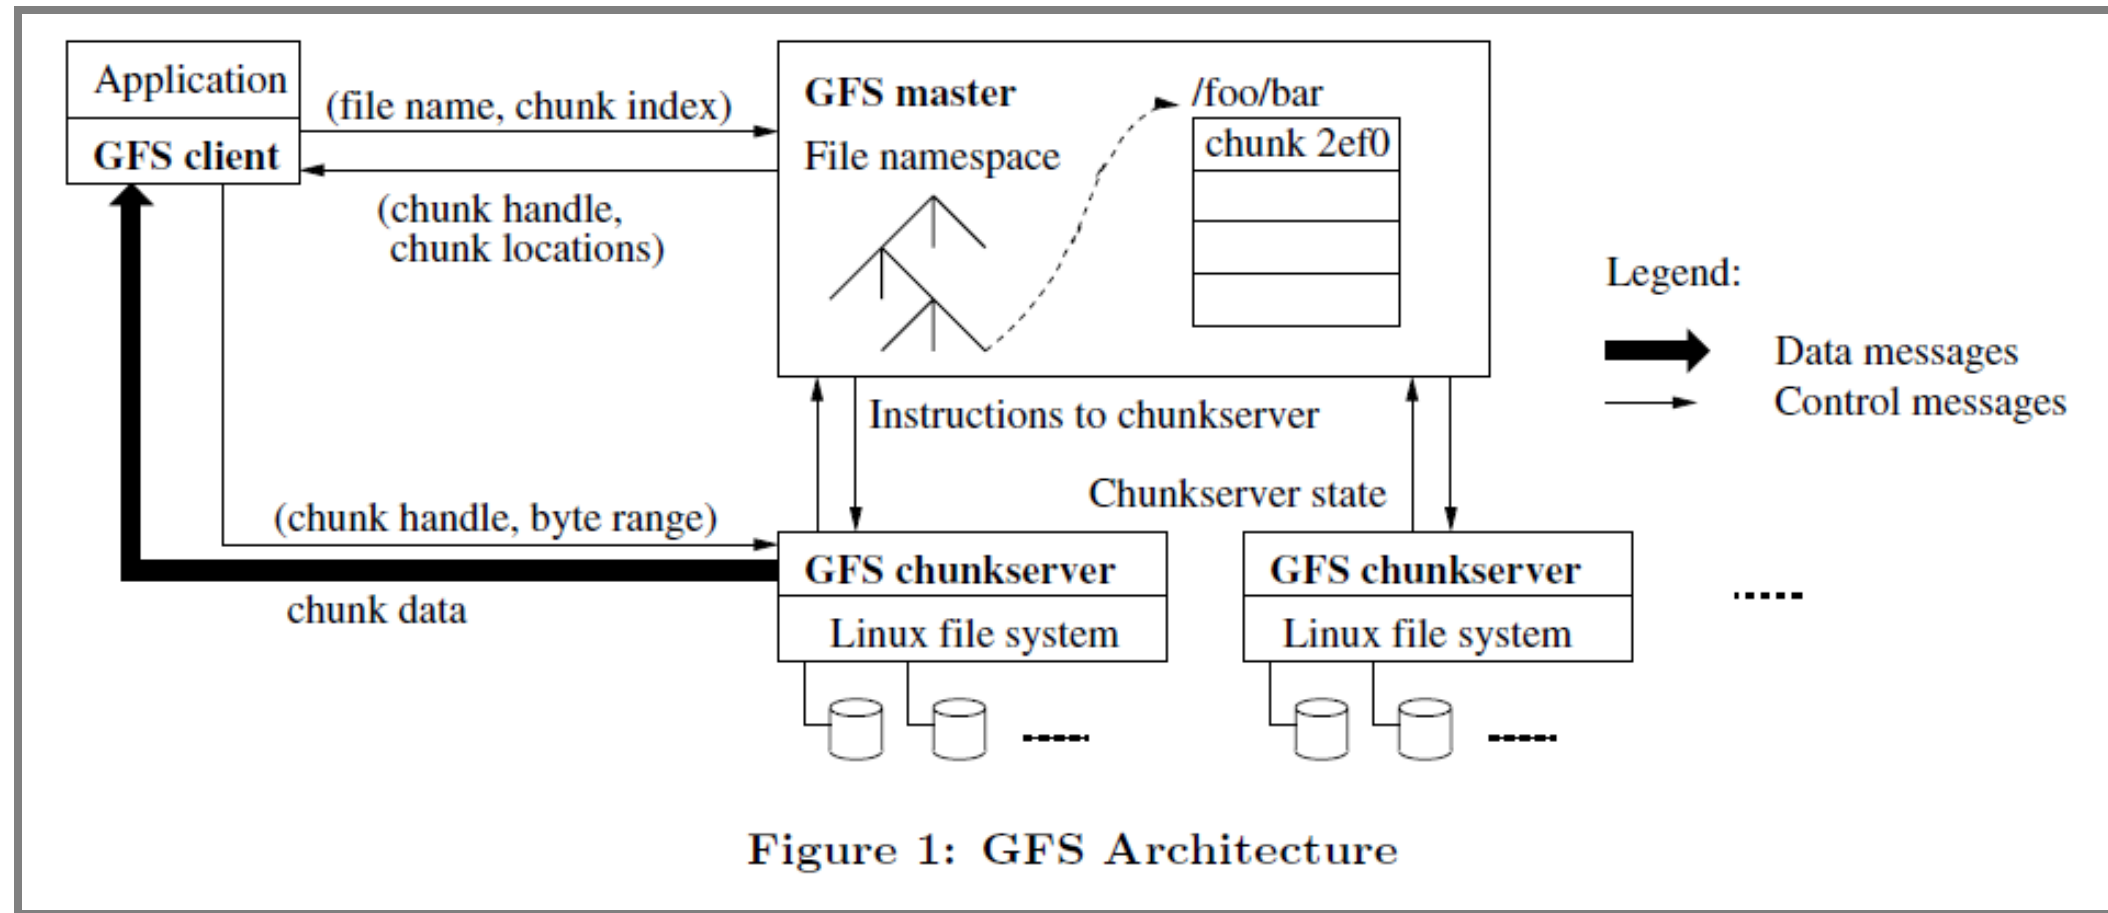 Application
GFS client
(file name, chunk index)
(chunk handle,
chunk locations)
GFS master
File namespace
/foo/bar
chunk 2ef0
Legend:
Data messages
Control messages
Instructions to chunkserver
Chunkserver state
(chunk handle, byte range)
chunk data
GFS chunkserver
Linux file system
GFS chunkserver
Linux file system
Figure 1: GFS Architecture